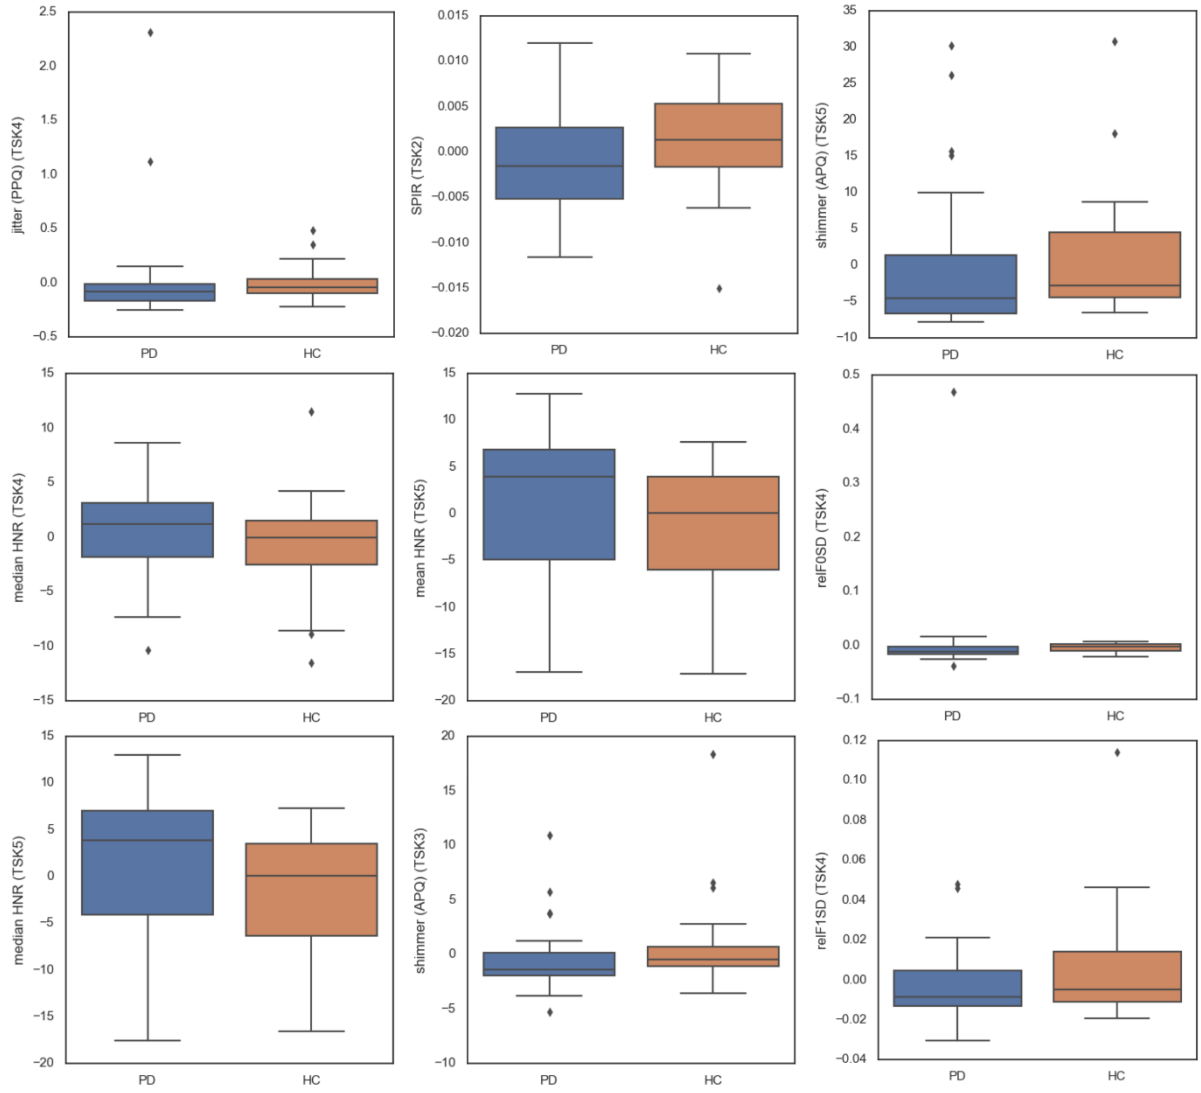 2.5
2.0
1.5
1.0
0.5
0.0
−0.5
jitter (PPQ) (TSK4)
PD
HC
0.015
0.010
0.005
0.000
−0.005
−0.010
−0.015
−0.020
SPIR (TSK2)
PD
HC
35
30
25
20
15
10
5
0
−5
−10
shimmer (APQ) (TSK5)
PD
HC
15
10
5
0
−5
−10
−15
median HNR (TSK4)
PD
HC
15
10
5
0
−5
−10
−15
−20
mean HNR (TSK5)
PD
HC
0.5
0.4
0.3
0.2
0.1
0.0
−0.1
relF0SD (TSK4)
PD
HC
15
10
5
0
−5
−10
−15
−20
median HNR (TSK5)
PD
HC
20
15
10
5
0
−5
−10
shimmer (APQ) (TSK3)
PD
HC
0.12
0.10
0.08
0.06
0.04
0.02
0.00
−0.02
−0.04
relF1SD (TSK4)
PD
HC